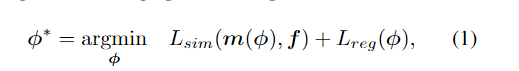 ϕ* = argmin L_sim(m(ϕ), f) + L_reg(ϕ), (1)
ϕ